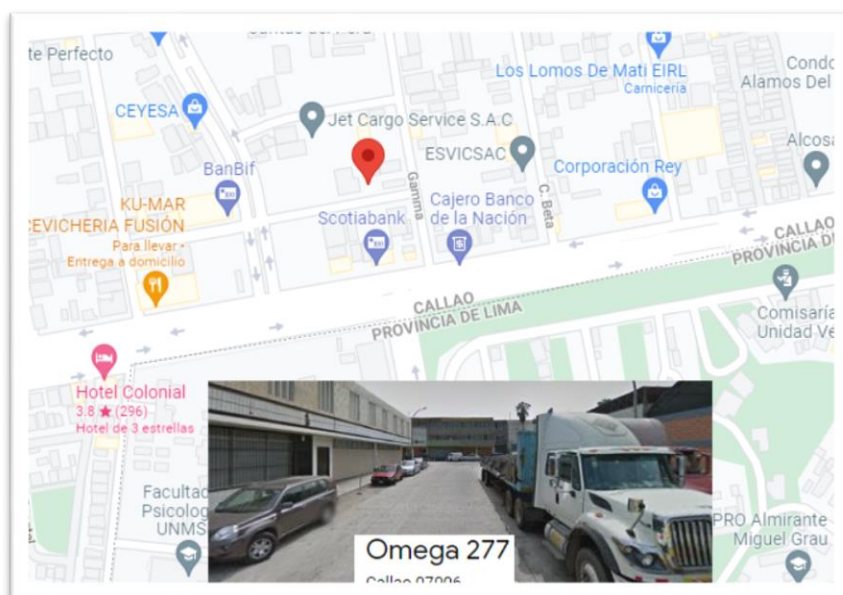 te Perfecto
Los Lomos De Mati EIRL
Carnicería
Condo
Alamos Del
CEYESA
Jet Cargo Service S.A.C
ESVICSAC
Alcosa
BanBif
Corporación Rey
Gamma
C. Beta
KU-MAR
CEVICHERIA FUSIÓN
Para llevar •
Entrega a domicilio
Scotiabank
Cajero Banco
de la Nación
CALLAO
PROVINCIA DE
CALLAO
PROVINCIA DE LIMA
Comisaría
Unidad Ve
Hotel Colonial
3.8 ★ (296)
Hotel de 3 estrellas
Facultad
Psicolog
UNMS
PRO Almirante
Miguel Grau
Omega 277
Callao 07006